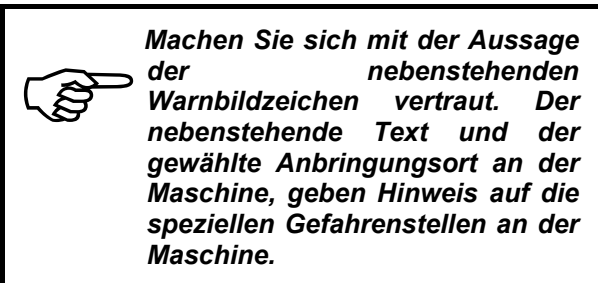 Machen Sie sich mit der Aussage
der nebenstehenden
Warnbildzeichen vertraut. Der
nebenstehende Text und der
gewählte Anbringungsort an der
Maschine, geben Hinweis auf die
speziellen Gefahrenstellen an der
Maschine.